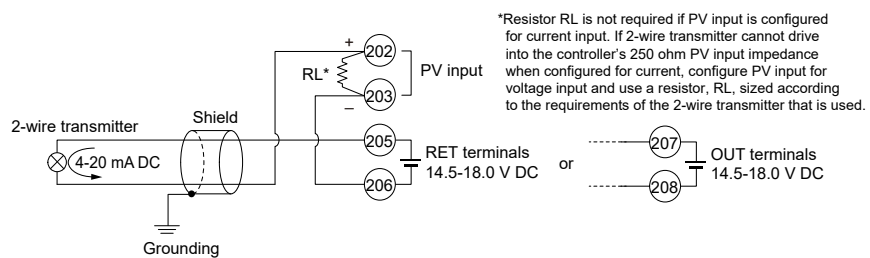 *Resistor RL is not required if PV input is configured
for current input. If 2-wire transmitter cannot drive
into the controller's 250 ohm PV input impedance
when configured for current, configure PV input for
voltage input and use a resistor, RL, sized according
to the requirements of the 2-wire transmitter that is used.
+
202
RL*
PV input
203
–
Shield
2-wire transmitter
205
4-20 mA DC
RET terminals
14.5-18.0 V DC
206
or
207
OUT terminals
14.5-18.0 V DC
208
Grounding